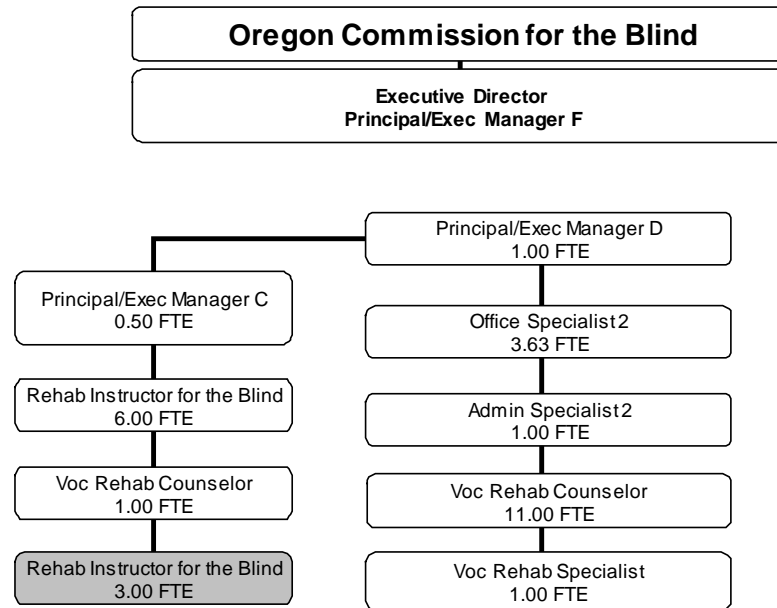 Oregon Commission for the Blind
Executive Director
Principal/Exec Manager F
Principal/Exec Manager D
1.00 FTE
Principal/Exec Manager C
0.50 FTE
Office Specialist 2
3.63 FTE
Rehab Instructor for the Blind
6.00 FTE
Admin Specialist 2
1.00 FTE
Voc Rehab Counselor
1.00 FTE
Voc Rehab Counselor
11.00 FTE
Rehab Instructor for the Blind
3.00 FTE
Voc Rehab Specialist
1.00 FTE